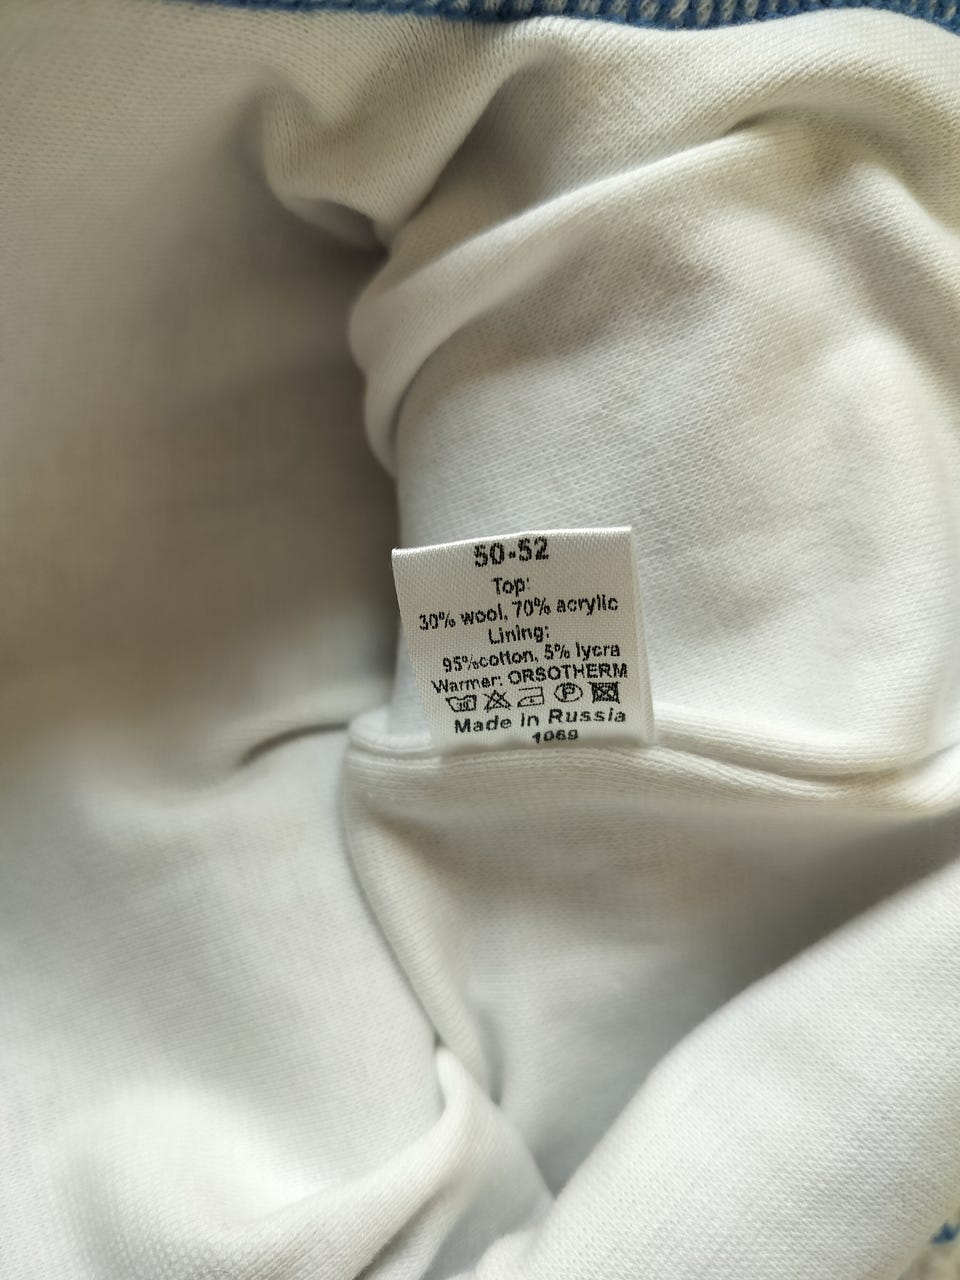 50-52
Top:
30% wool, 70% acrylic
Lining:
95%cotton, 5% lycra
Warmer: ORSOTHERM
Made in Russia
1069